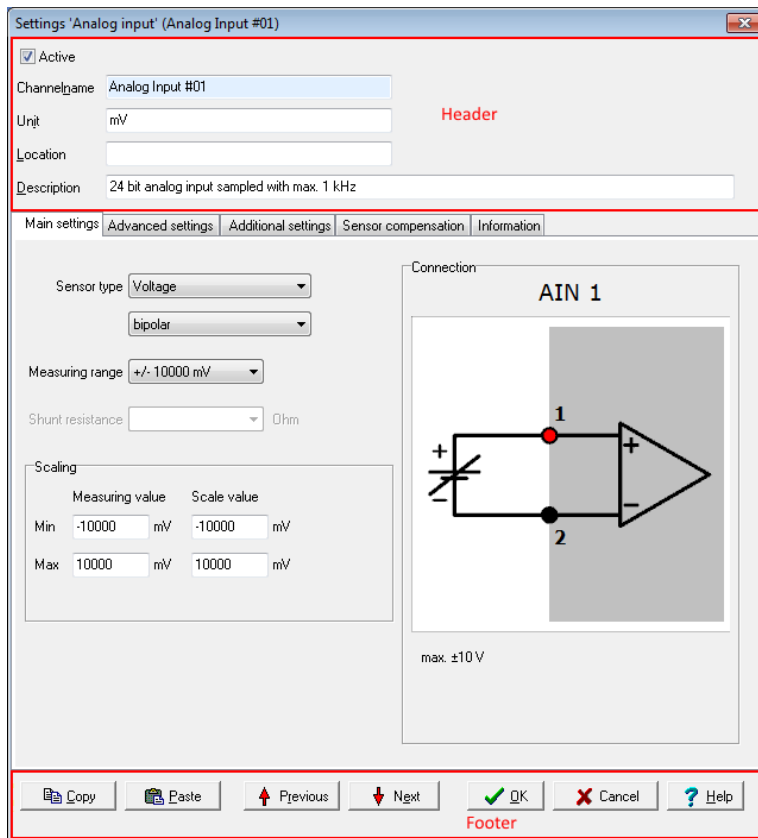 Settings 'Analog input' (Analog Input #01)
Active
Channelname Analog Input #01
Unit mV
Header
Location
Description 24 bit analog input sampled with max. 1 kHz
Main settings Advanced settings Additional settings Sensor compensation Information
Sensor type Voltage
bipolar
Measuring range +/- 10000 mV
Shunt resistance Ohm
Scaling
Measuring value Scale value
Min -10000 mV -10000 mV
Max 10000 mV 10000 mV
Connection
AIN 1
1
+ +
- -
2
max. ±10 V
Copy Paste Previous Next OK Cancel Help
Footer